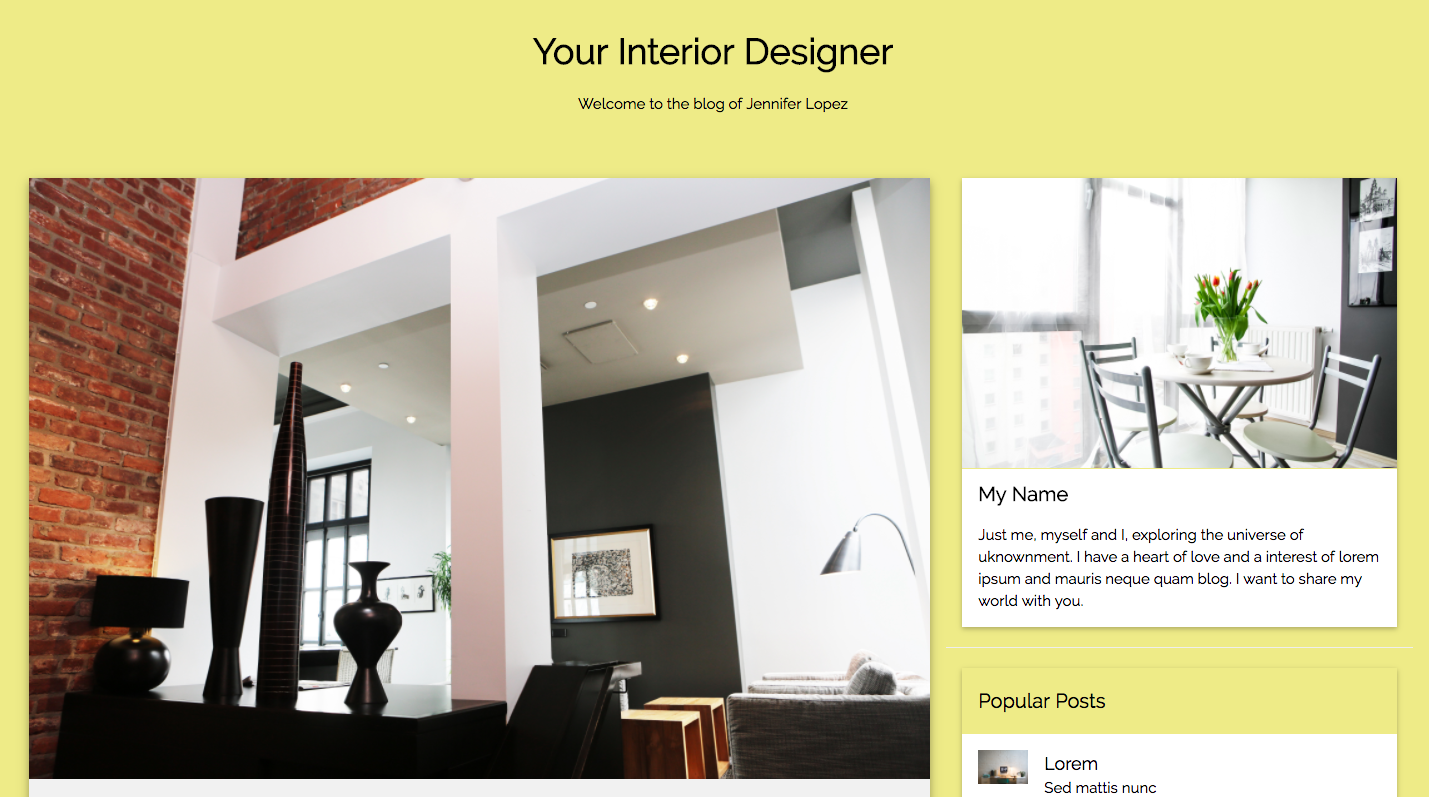 Your Interior Designer
Welcome to the blog of Jennifer Lopez
My Name
Just me, myself and I, exploring the universe of
uknownment. I have a heart of love and a interest of lorem
ipsum and mauris neque quam blog. I want to share my
world with you.
Popular Posts
Lorem
Sed mattis nunc